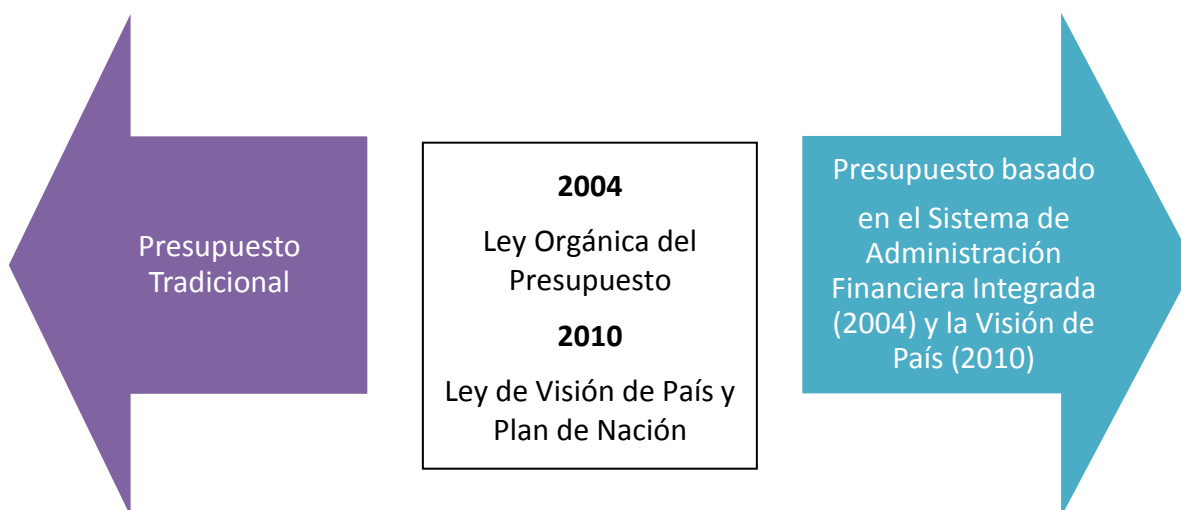 Presupuesto
Tradicional
2004
Ley Orgánica del
Presupuesto
2010
Ley de Visión de País y
Plan de Nación
Presupuesto basado
en el Sistema de
Administración
Financiera Integrada
(2004) y la Visión de
País (2010)